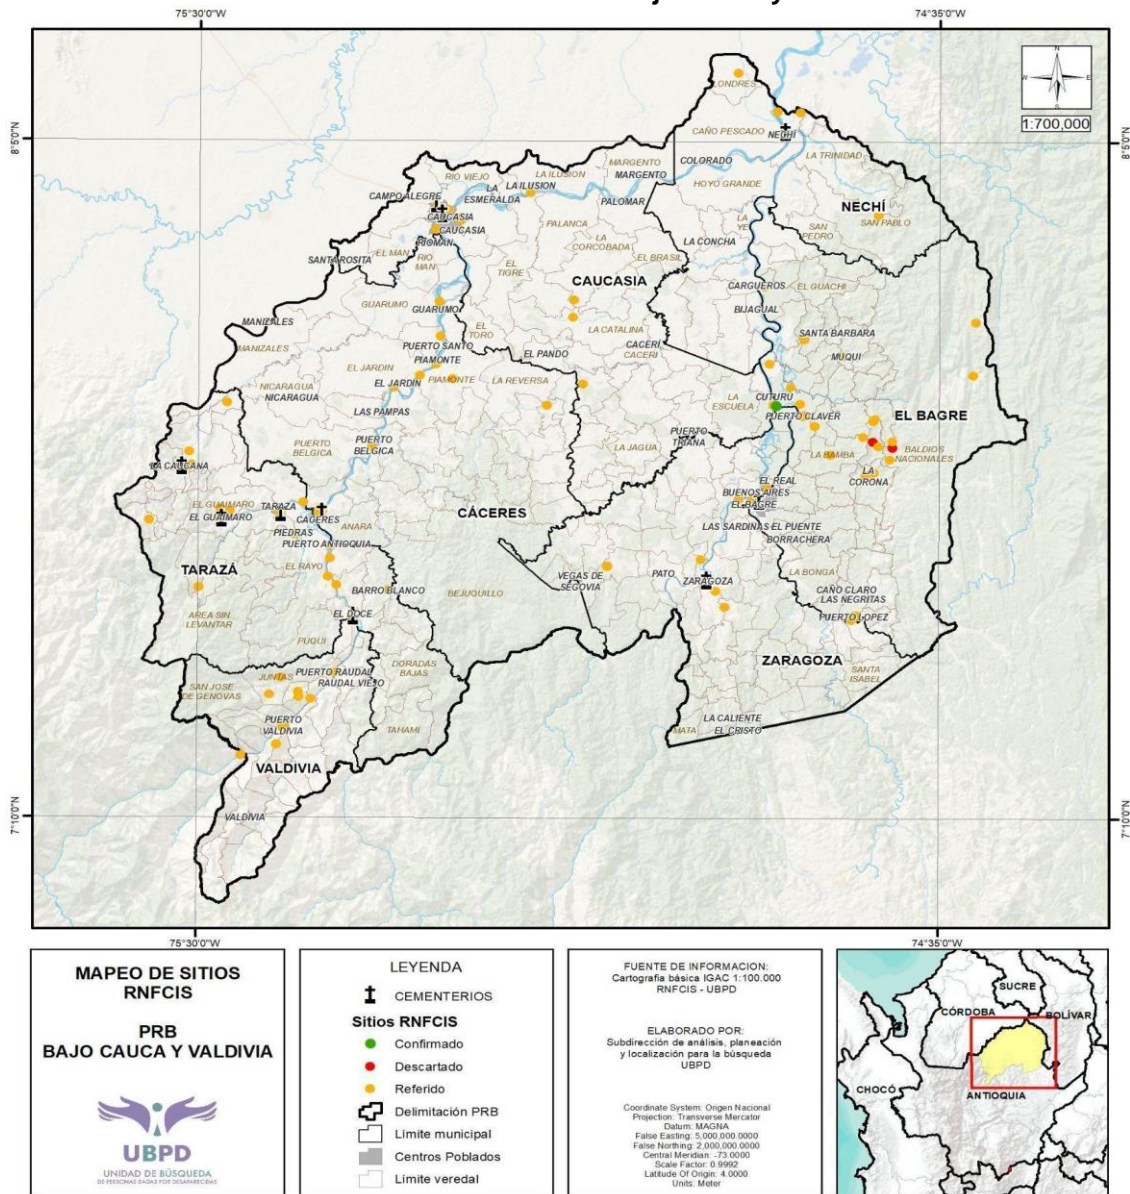 75°30'0"W
74°35'0"W
8°5'0"N
8°5'0"N
N
W
E
S
1:700,000
LONDRES
NECHÍ
CAÑO PESCADO
LA TRINIDAD
MARGENTO
MARGENTO
COLORADO
HOYO GRANDE
RIO VIEJO
LA ILUSION
LA ILUSION
LA ESMERALDA
CAMPO ALEGRE
PALOMAR
NECHÍ
SAN PABLO
CAUCASIA
CAUCASIA
PALANCA
LA YE
SAN PEDRO
RIOMAN
LA CORCOBADA
LA CONCHA
SANTA ROSITA
EL MAN
RIO MAN
EL TIGRE
EL BRASIL
CAUCASIA
CARGUEROS
EL GUACHI
GUARUMO
GUARUMO
BIJAGUAL
MANIZALES
MANIZALES
EL TORO
LA CATALINA
SANTA BARBARA
PUERTO SANTO
CACERÍ
CACERI
MUQUI
PIAMONTE
EL PANDO
EL JARDIN
EL JARDÍN
PIAMONTE
LA REVERSA
NICARAGUA
NICARAGUA
LA ESCUELA
CUTURÚ
LAS PAMPAS
PUERTO CLAVER
EL BAGRE
PUERTO BELGICA
PUERTO BELGICA
LA JAGUA
PUERTO TRIANA
LA BAMBA
BALDIOS NACIONALES
LA CAUCANA
LA CORONA
EL REAL
BUENOS AIRES
EL BAGRE
EL GUAIMARO
EL GUAIMARO
TARAZA
CACERES
CÁCERES
PIEDRAS
ANARA
PUERTO ANTIOQUIA
LAS SARDINAS
EL PUENTE
BORRACHERA
TARAZÁ
EL RAYO
VEGAS DE SEGOVIA
PATO
ZARAGOZA
LA BONGA
BARRO BLANCO
BEJUQUILLO
CAÑO CLARO
LAS NEGRITAS
AREA SIN LEVANTAR
EL DOCE
PUERTO LOPEZ
PUQUI
ZARAGOZA
DORADAS BAJAS
SANTA ISABEL
JUNTAS
PUERTO RAUDAL
RAUDAL VIEJO
SAN JOSE DE GENOVAS
PUERTO VALDIVIA
TAHAMI
MATA
LA CALIENTE
EL CRISTO
VALDIVIA
VALDIVIA
7°10'0"N
7°10'0"N
75°30'0"W
74°35'0"W
MAPEO DE SITIOS
RNFCIS
PRB
BAJO CAUCA Y VALDIVIA
UBPD
UNIDAD DE BÚSQUEDA
DE PERSONAS DADAS POR DESAPARECIDAS
LEYENDA
CEMENTERIOS
Sitios RNFCIS
Confirmado
Descartado
Referido
Delimitación PRB
Límite municipal
Centros Poblados
Límite veredal
FUENTE DE INFORMACION:
Cartografía básica IGAC 1:100.000
RNFCIS - UBPD
ELABORADO POR:
Subdirección de análisis, planeación
y localización para la búsqueda
UBPD
Coordinate System: Origen Nacional
Projection: Transverse Mercator
Datum: MAGNA
False Easting: 5,000,000.0000
False Northing: 2,000,000.0000
Central Meridian: -73.0000
Scale Factor: 0.9992
Latitude Of Origin: 4.0000
Units: Meter
SUCRE
CÓRDOBA
BOLÍVAR
CHOCÓ
ANTIOQUIA